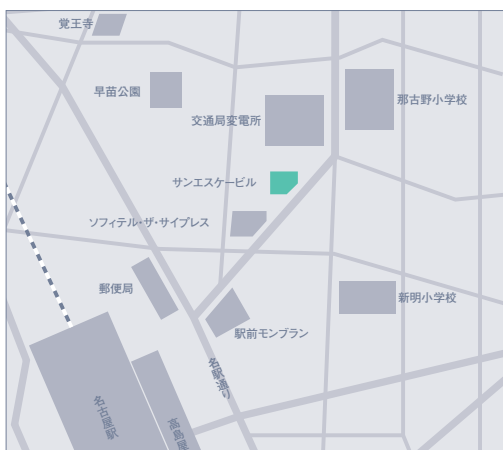 覚王寺
早苗公園
交通局変電所
那古野小学校
サンエスケービル
ソフィテル・ザ・サイプレス
郵便局
新明小学校
駅前モンブラン
名駅通り
名古屋駅
高島屋